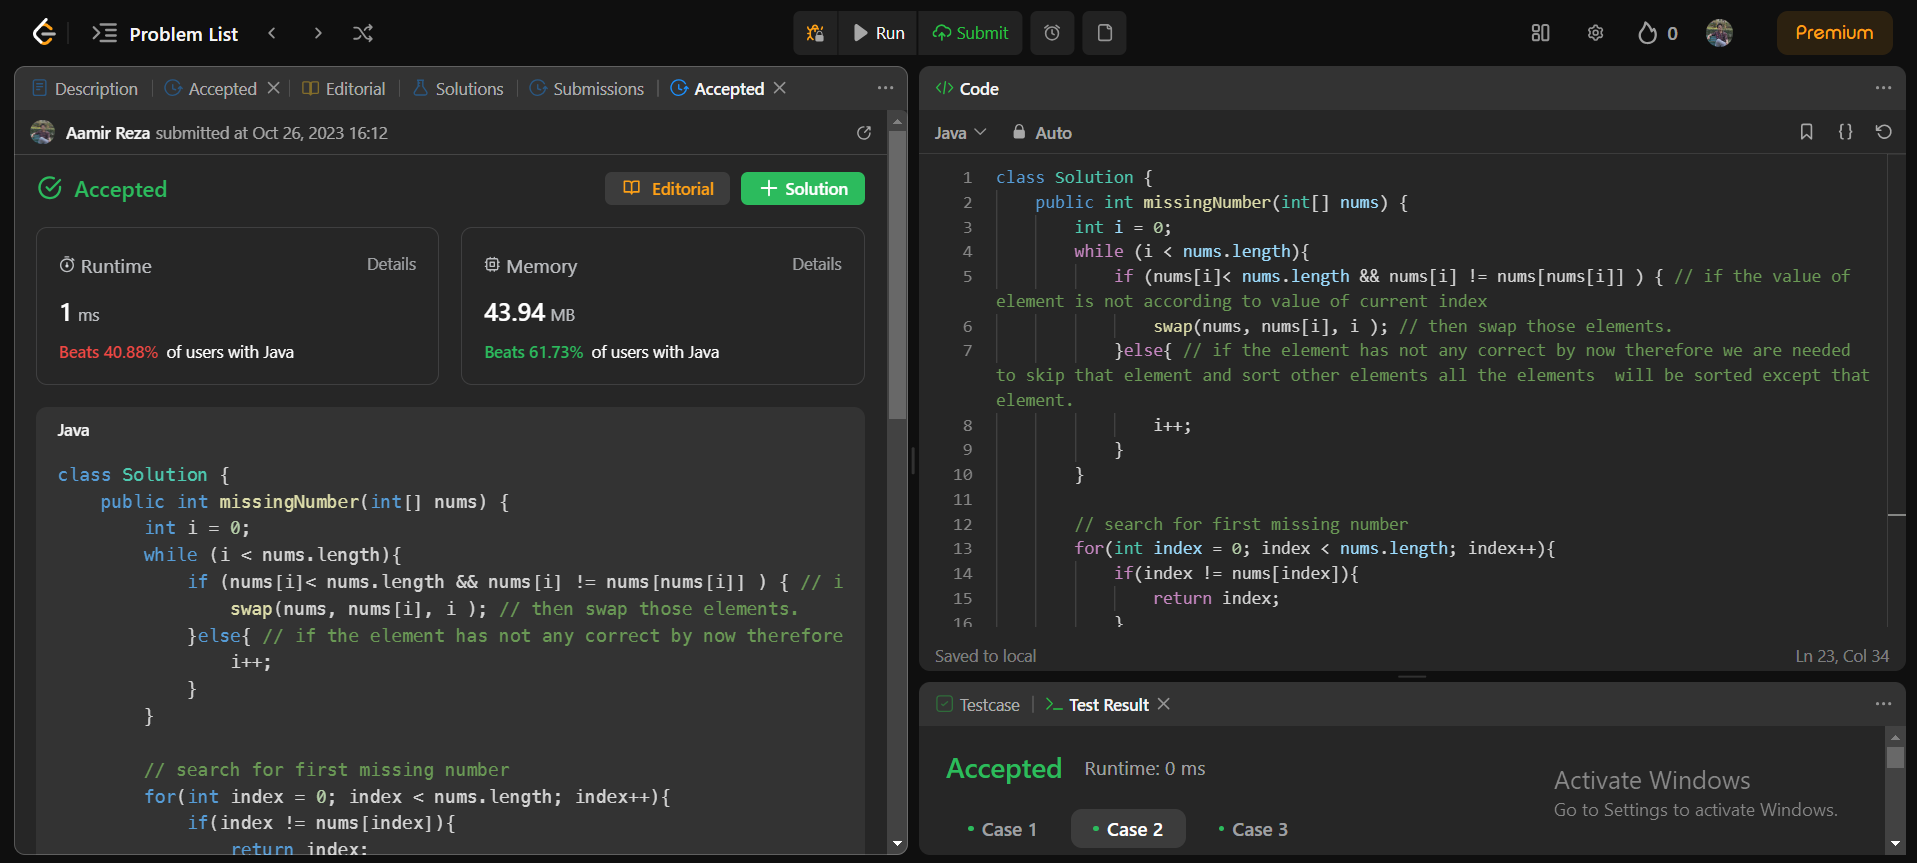 Problem List
Run
Submit
0
Premium
Description
Accepted
Editorial
Solutions
Submissions
Accepted
Aamir Reza submitted at Oct 26, 2023 16:12
Accepted
Editorial
+ Solution
Runtime
Details
1 ms
Beats 40.88% of users with Java
Memory
Details
43.94 MB
Beats 61.73% of users with Java
Java
class Solution {
    public int missingNumber(int[] nums) {
        int i = 0;
        while (i < nums.length){
            if (nums[i]< nums.length && nums[i] != nums[nums[i]] ) { // i
                swap(nums, nums[i], i ); // then swap those elements.
            }else{ // if the element has not any correct by now therefore
                i++;
            }
        }
        // search for first missing number
        for(int index = 0; index < nums.length; index++){
            if(index != nums[index]){
                return index;
</> Code
Java
Auto
{}
1 class Solution {
2     public int missingNumber(int[] nums) {
3         int i = 0;
4         while (i < nums.length){
5             if (nums[i]< nums.length && nums[i] != nums[nums[i]] ) { // if the value of
element is not according to value of current index
6                 swap(nums, nums[i], i ); // then swap those elements.
7             }else{ // if the element has not any correct by now therefore we are needed
to skip that element and sort other elements all the elements  will be sorted except that
element.
8                 i++;
9             }
10         }
11
12         // search for first missing number
13         for(int index = 0; index < nums.length; index++){
14             if(index != nums[index]){
15                 return index;
16             }
Saved to local
Ln 23, Col 34
Testcase
>_ Test Result
Accepted
Runtime: 0 ms
Case 1
Case 2
Case 3
Activate Windows
Go to Settings to activate Windows.